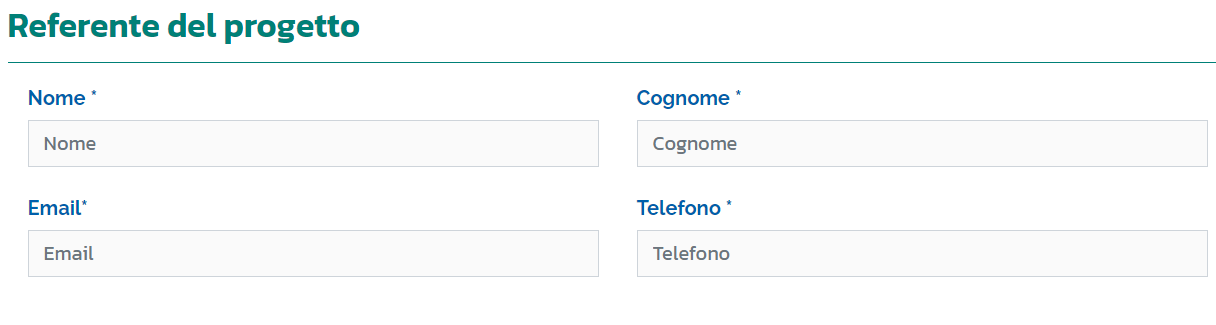 Referente del progetto
Nome * Cognome *
Nome Cognome
Email* Telefono *
Email Telefono